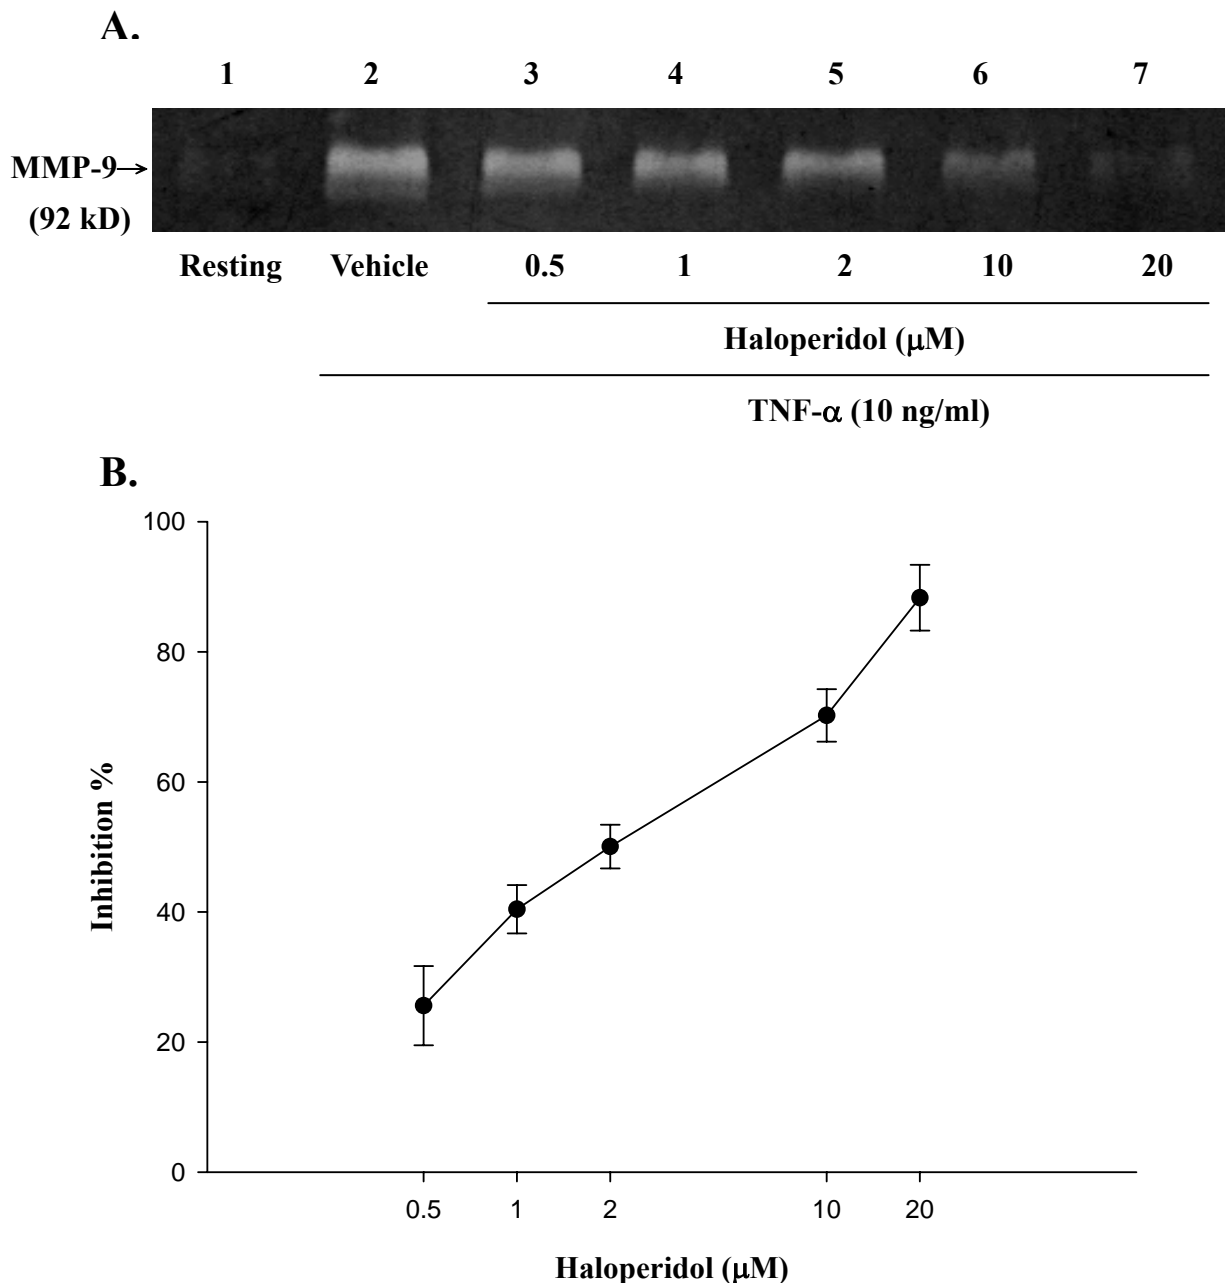 A.
1 2 3 4 5 6 7
MMP-9→
(92 kD)
Resting Vehicle 0.5 1 2 10 20
Haloperidol (μM)
TNF-α (10 ng/ml)
B.
100
80
60
40
20
0
Inhibition %
0.5 1 2 10 20
Haloperidol (μM)